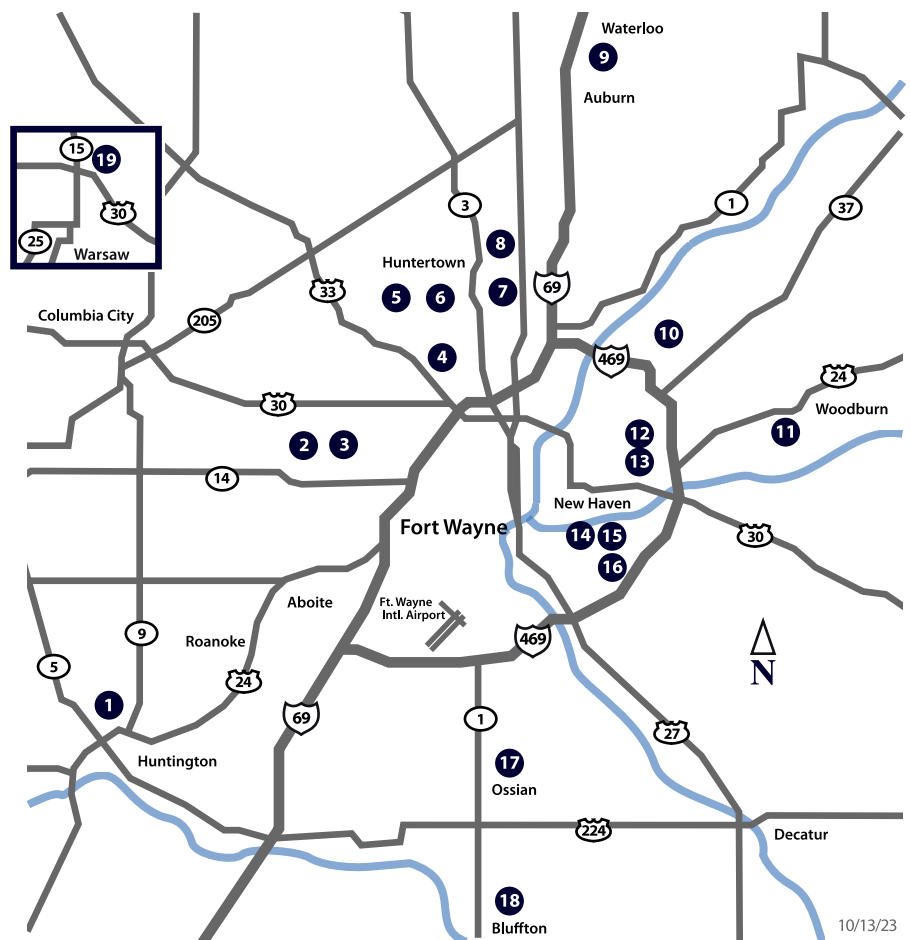 Waterloo
9
Auburn
15
19
30
25
Warsaw
3
1
37
8
Huntertown
5
6
7
33
69
Columbia City
205
4
10
469
24
30
Woodburn
2
3
12
11
13
14
New Haven
Fort Wayne
14
15
30
16
Ft. Wayne
Intl. Airport
Aboite
9
Roanoke
469
5
24
N
1
69
1
27
Huntington
17
Ossian
224
Decatur
18
Bluffton
10/13/23